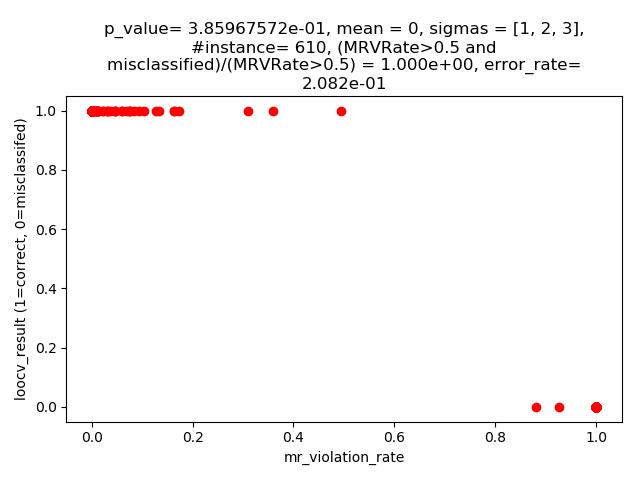 p_value= 3.85967572e-01, mean = 0, sigmas = [1, 2, 3],
#instance= 610, (MRVRate>0.5 and
misclassified)/(MRVRate>0.5) = 1.000e+00, error_rate=
2.082e-01
loocv_result (1=correct, 0=misclassifed)
1.0
0.8
0.6
0.4
0.2
0.0
0.0 0.2 0.4 0.6 0.8 1.0
mr_violation_rate